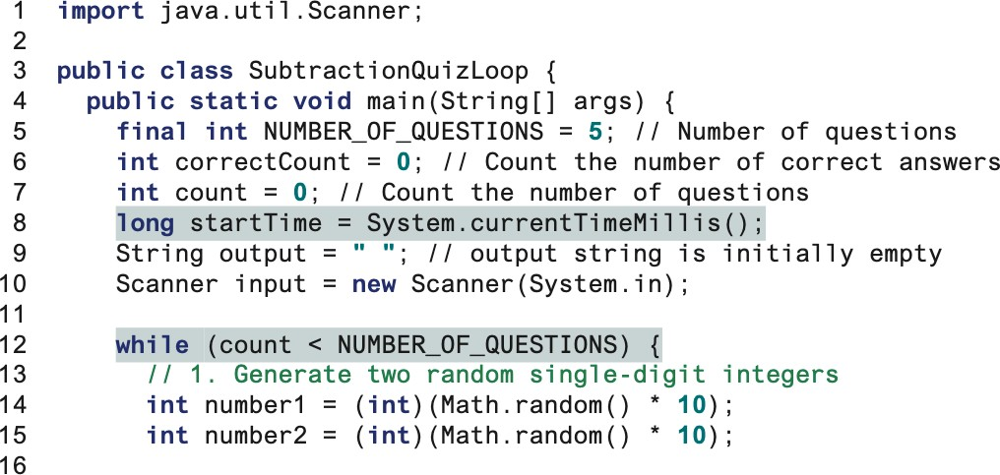 1 import java.util.Scanner;
2
3 public class SubtractionQuizLoop {
4 public static void main(String[] args) {
5 final int NUMBER_OF_QUESTIONS = 5; // Number of questions
6 int correctCount = 0; // Count the number of correct answers
7 int count = 0; // Count the number of questions
8 long startTime = System.currentTimeMillis();
9 String output = " "; // output string is initially empty
10 Scanner input = new Scanner(System.in);
11
12 while (count < NUMBER_OF_QUESTIONS) {
13 // 1. Generate two random single-digit integers
14 int number1 = (int)(Math.random() * 10);
15 int number2 = (int)(Math.random() * 10);
16